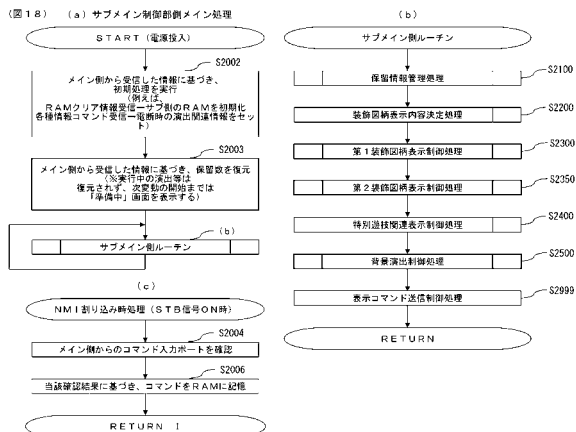 (図18)　(a)サブメイン制御部側メイン処理
START(電源投入)
S2002
メイン側から受信した情報に基づき、
初期処理を実行
(例えば、
RAMクリア情報受信→サブ側のRAMを初期化
各種情報コマンド受信→電断時の演出関連情報をセッ
ト)
S2003
メイン側から受信した情報に基づき、保留数を復元
(※実行中の演出等は
復元されず、次変動の開始までは
「準備中」画面を表示する)
(b)
サブメイン側ルーチン
(c)
NMI割り込み時処理(STB信号ON時)
S2004
メイン側からのコマンド入力ポートを確認
S2006
当該確認結果に基づき、コマンドをRAMに記憶
RETURN I
(b)
サブメイン側ルーチン
S2100
保留情報管理処理
S2200
装飾図柄表示内容決定処理
S2300
第1装飾図柄表示制御処理
S2350
第2装飾図柄表示制御処理
S2400
特別遊技関連表示制御処理
S2500
背景演出制御処理
S2999
表示コマンド送信制御処理
RETURN